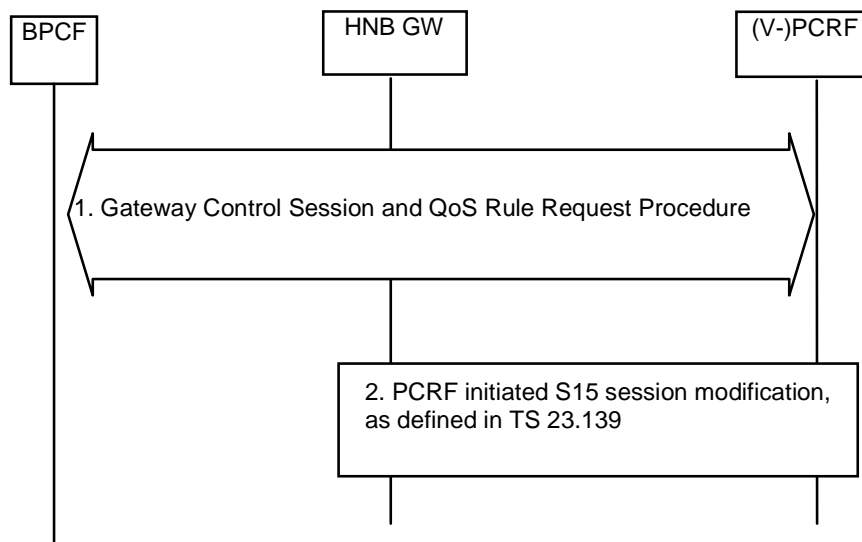 BPCF
HNB GW
(V-)PCRF
1. Gateway Control Session and QoS Rule Request Procedure
2. PCRF initiated S15 session modification,
as defined in TS 23.139